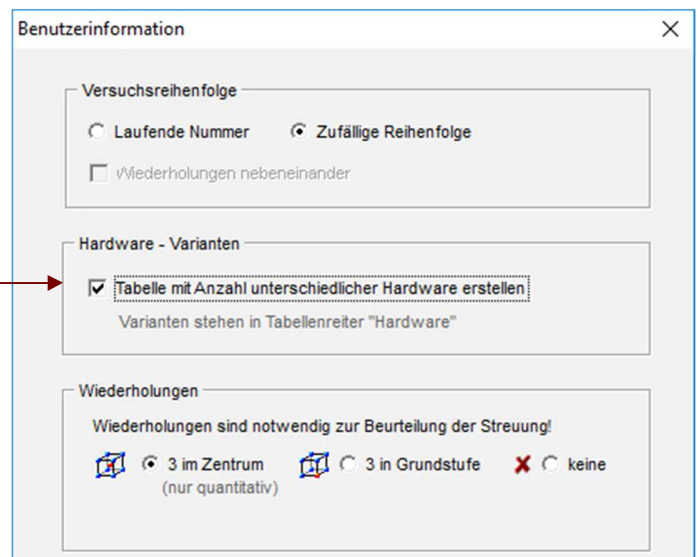 Benutzerinformation
Versuchsreihenfolge
Laufende Nummer Zufällige Reihenfolge
Wiederholungen nebeneinander
Hardware - Varianten
Tabelle mit Anzahl unterschiedlicher Hardware erstellen
Varianten stehen in Tabellenreiter "Hardware"
Wiederholungen
Wiederholungen sind notwendig zur Beurteilung der Streuung!
3 im Zentrum 3 in Grundstufe keine
(nur quantitativ)